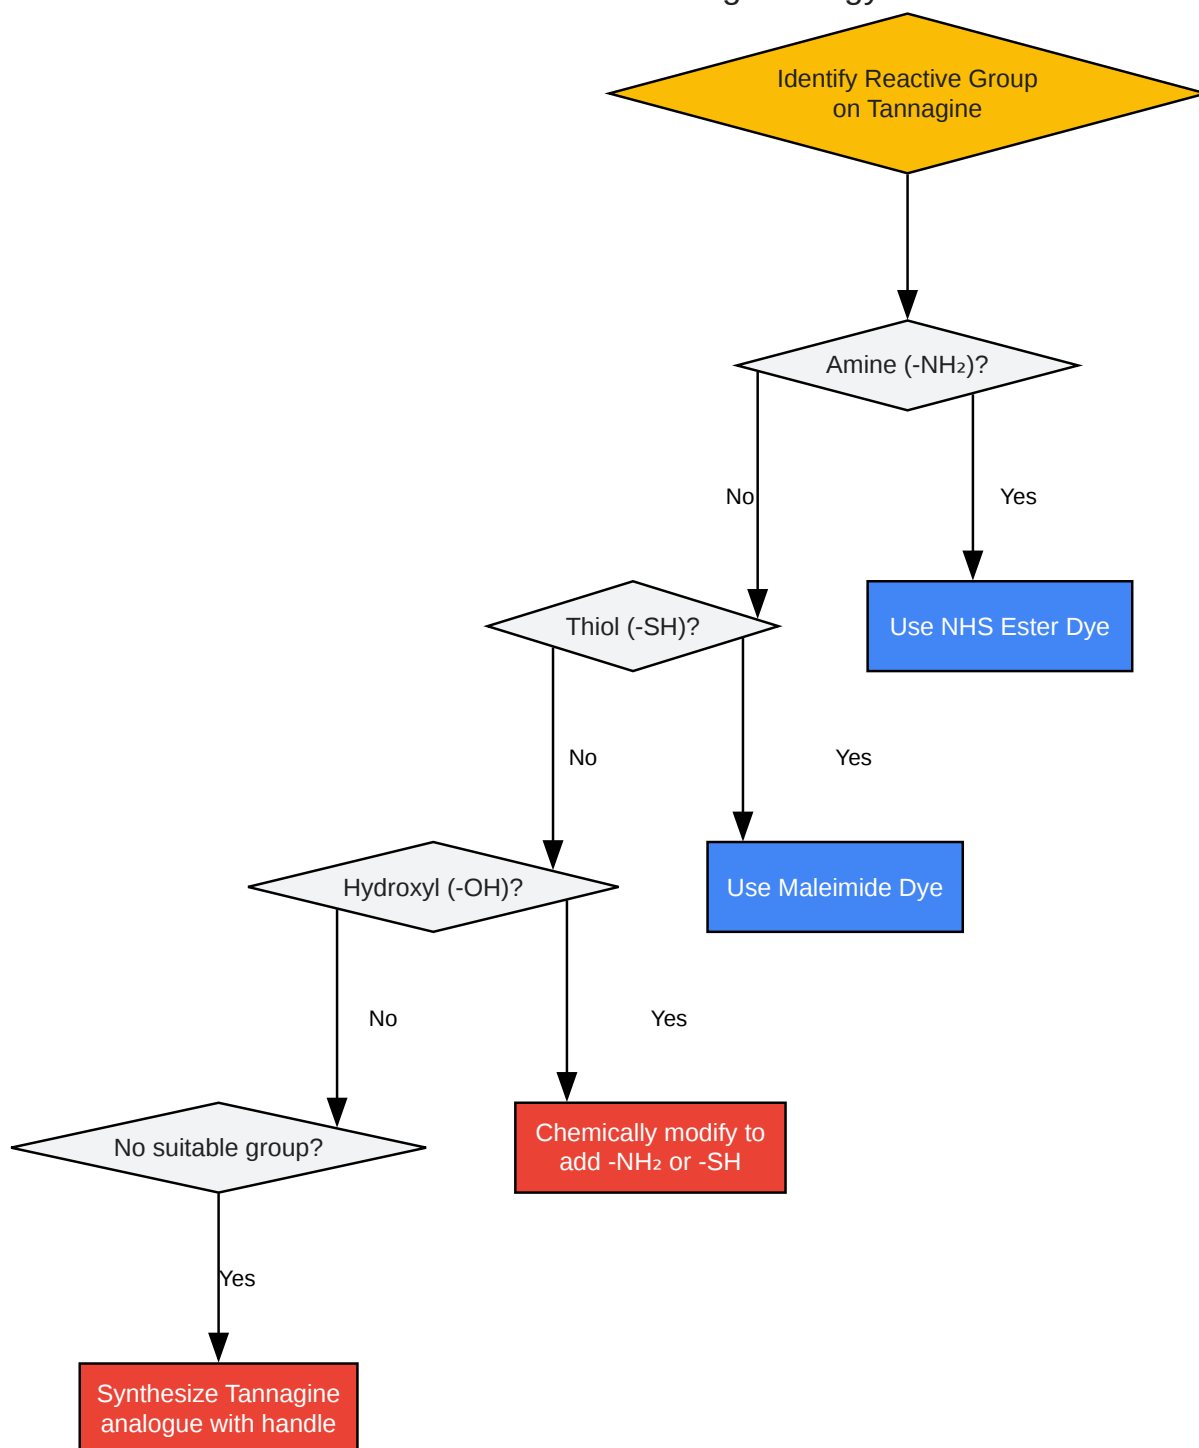 Identify Reactive Group
on Tannagine
Amine (-NH₂)?
No
Yes
Thiol (-SH)?
Use NHS Ester Dye
No
Yes
Hydroxyl (-OH)?
Use Maleimide Dye
No
Yes
No suitable group?
Chemically modify to
add -NH₂ or -SH
Yes
Synthesize Tannagine
analogue with handle